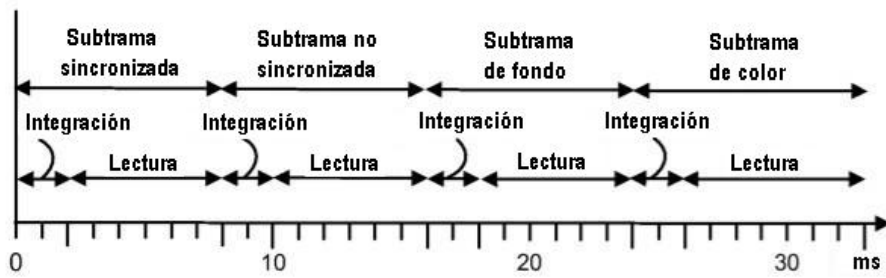 Subtrama sincronizada
Subtrama no sincronizada
Subtrama de fondo
Subtrama de color
Integración
Integración
Integración
Integración
Lectura
Lectura
Lectura
Lectura
0
10
20
30
ms